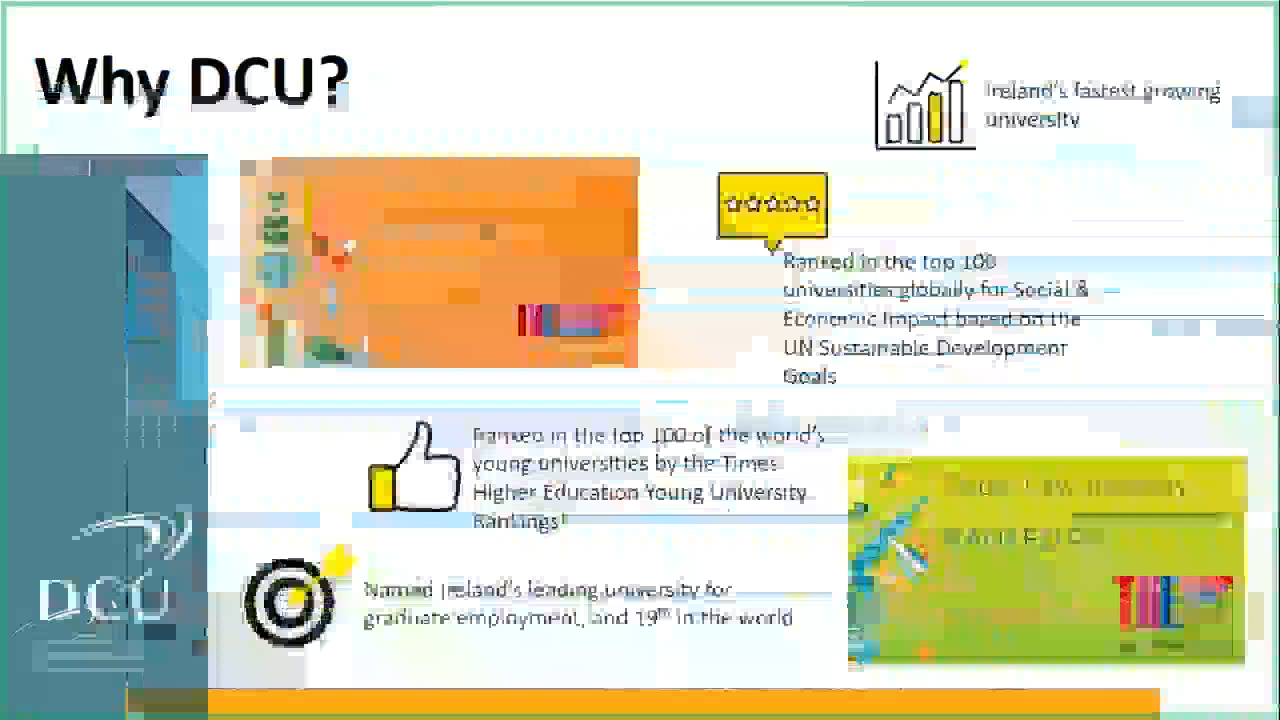 Why DCU?
Ireland's fastest growing
university
Ranked in the top 100
universities globally for Social &
Economic Impact based on the
UN Sustainable Development
Goals
Ranked in the top 100 of the world's
young universities by the Times
Higher Education Young University
Rankings!
Named Ireland's leading university for
graduate employment, and 19th in the world
DCU
THE